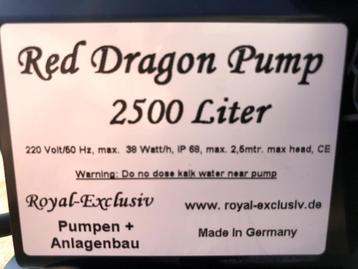 Red Dragon Pump
2500 Liter
220 Volt/50 Hz, max. 38 Watt/h, IP 68, max. 2,5mtr. max head, CE
Warning: Do no dose kalk water near pump
Royal-Exclusiv www.royal-exclusiv.de
Pumpen + Made in Germany
Anlagenbau